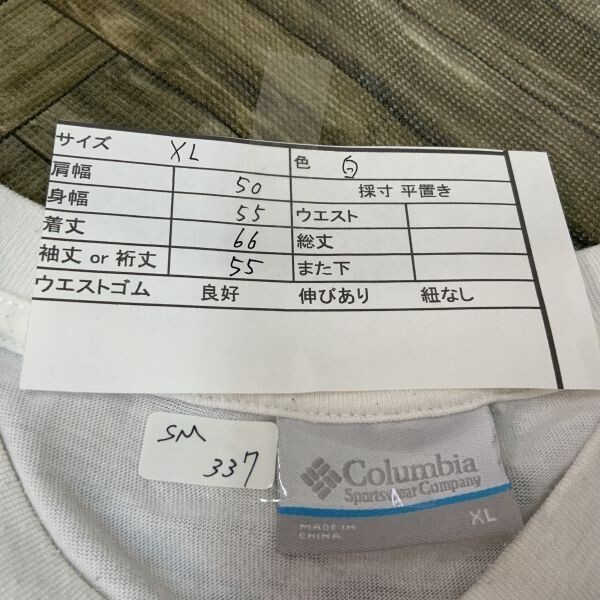 サイズ XL 色 白
肩幅 50 採寸 平置き
身幅 55 ウエスト
着丈 66 総丈
袖丈 or 裄丈 55 また下
ウエストゴム 良好 伸びあり 紐なし
SM
337
Columbia
Sportswear Company
XL
MADE IN
CHINA